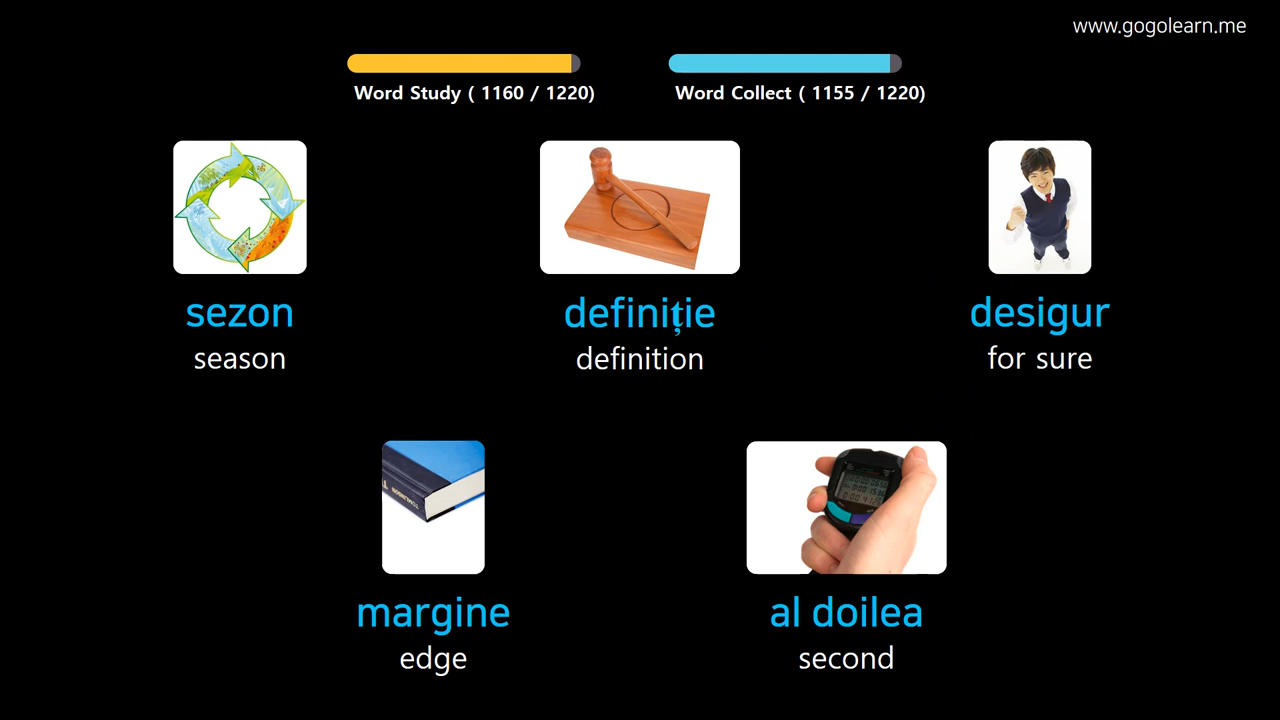 www.gogolearn.me
Word Study ( 1160 / 1220)
Word Collect ( 1155 / 1220)
sezon
season
definiție
definition
desigur
for sure
TOMLINSON
margine
edge
al doilea
second